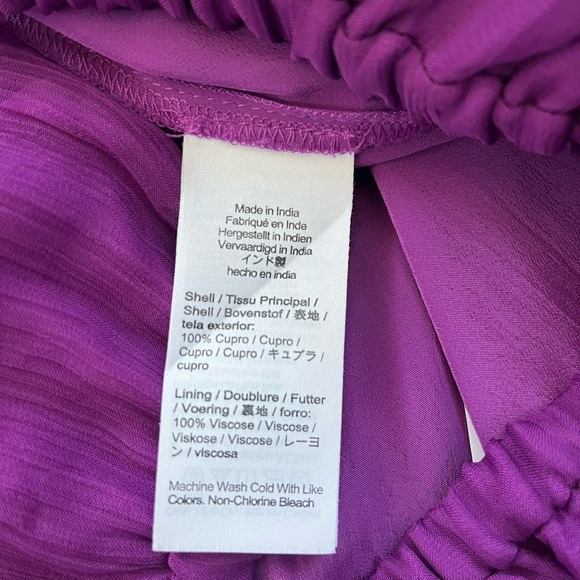 Made in India
Fabriqué en Inde
Hergestellt in Indien
Vervaardigd in India
インド製
hecho en india
Shell / Tissu Principal /
Shell / Bovenstof / 表地 /
tela exterior:
100% Cupro / Cupro /
Cupro / Cupro / キュプラ /
cupro
Lining / Doublure / Futter
/ Voering / 裏地 / forro:
100% Viscose / Viscose /
Viskose / Viscose / レーヨ
ン / viscosa
Machine Wash Cold With Like
Colors. Non-Chlorine Bleach